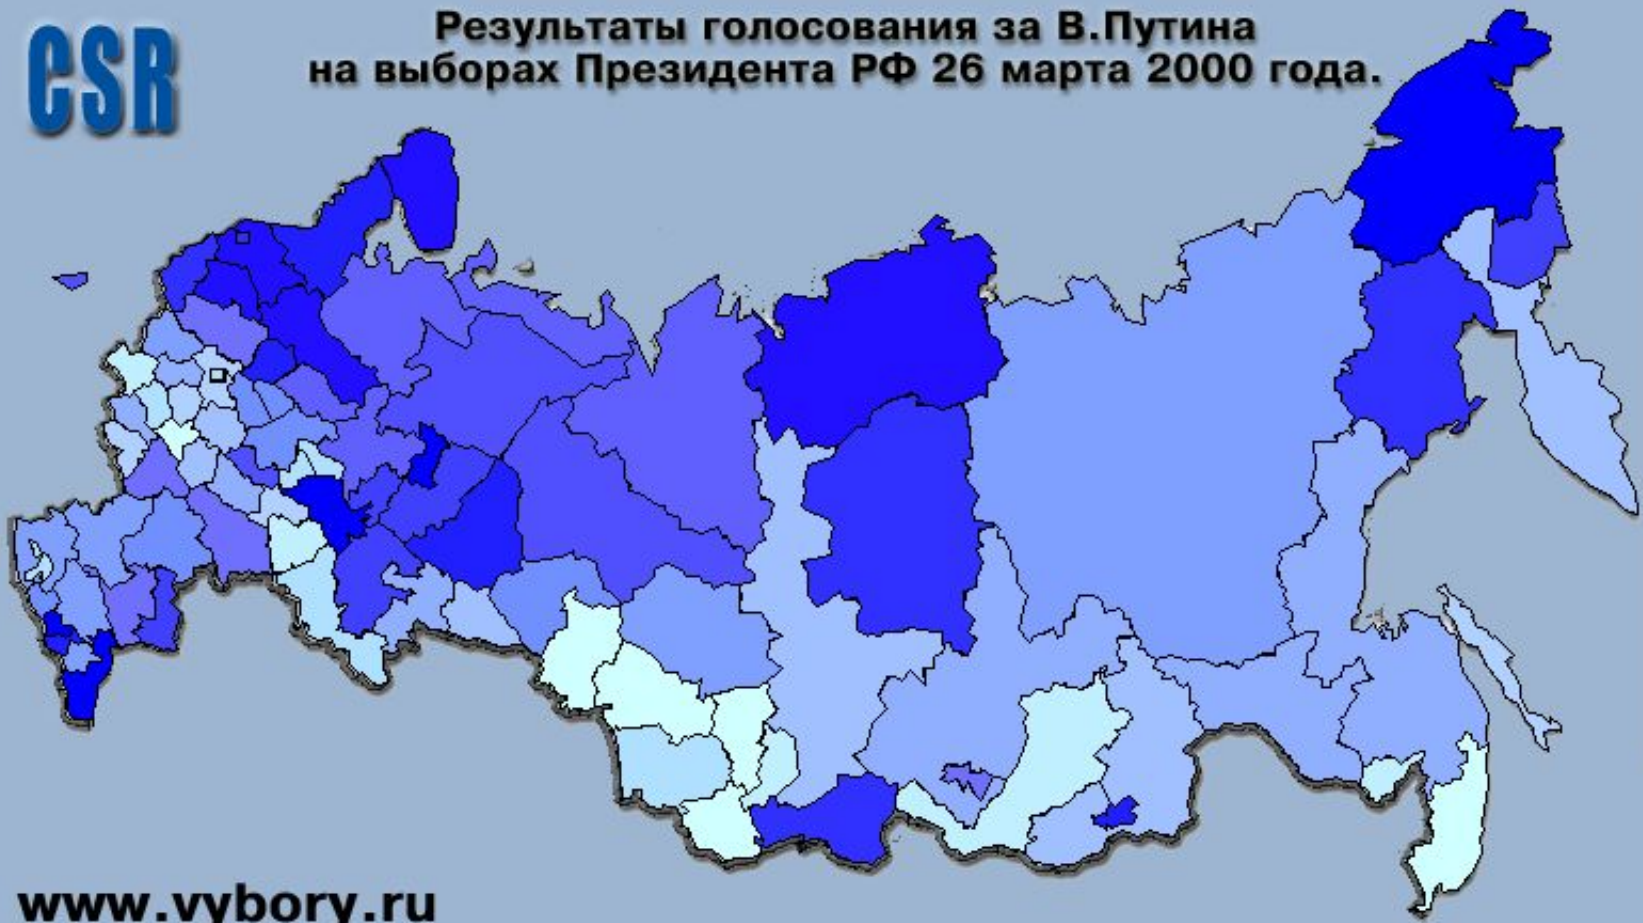 CSR
Результаты голосования за В.Путина
на выборах Президента РФ 26 марта 2000 года.
www.vybory.ru